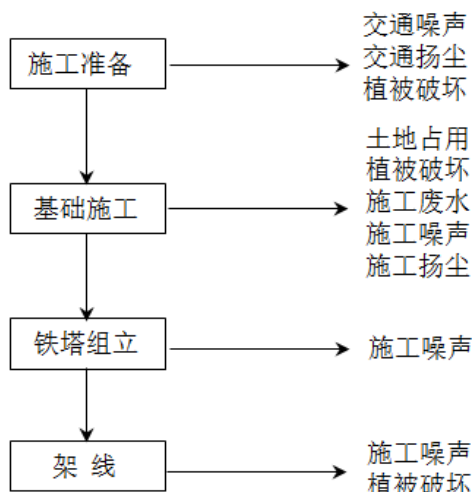 施工准备
交通噪声
交通扬尘
植被破坏
基础施工
土地占用
植被破坏
施工废水
施工噪声
施工扬尘
铁塔组立
施工噪声
架 线
施工噪声
植被破坏